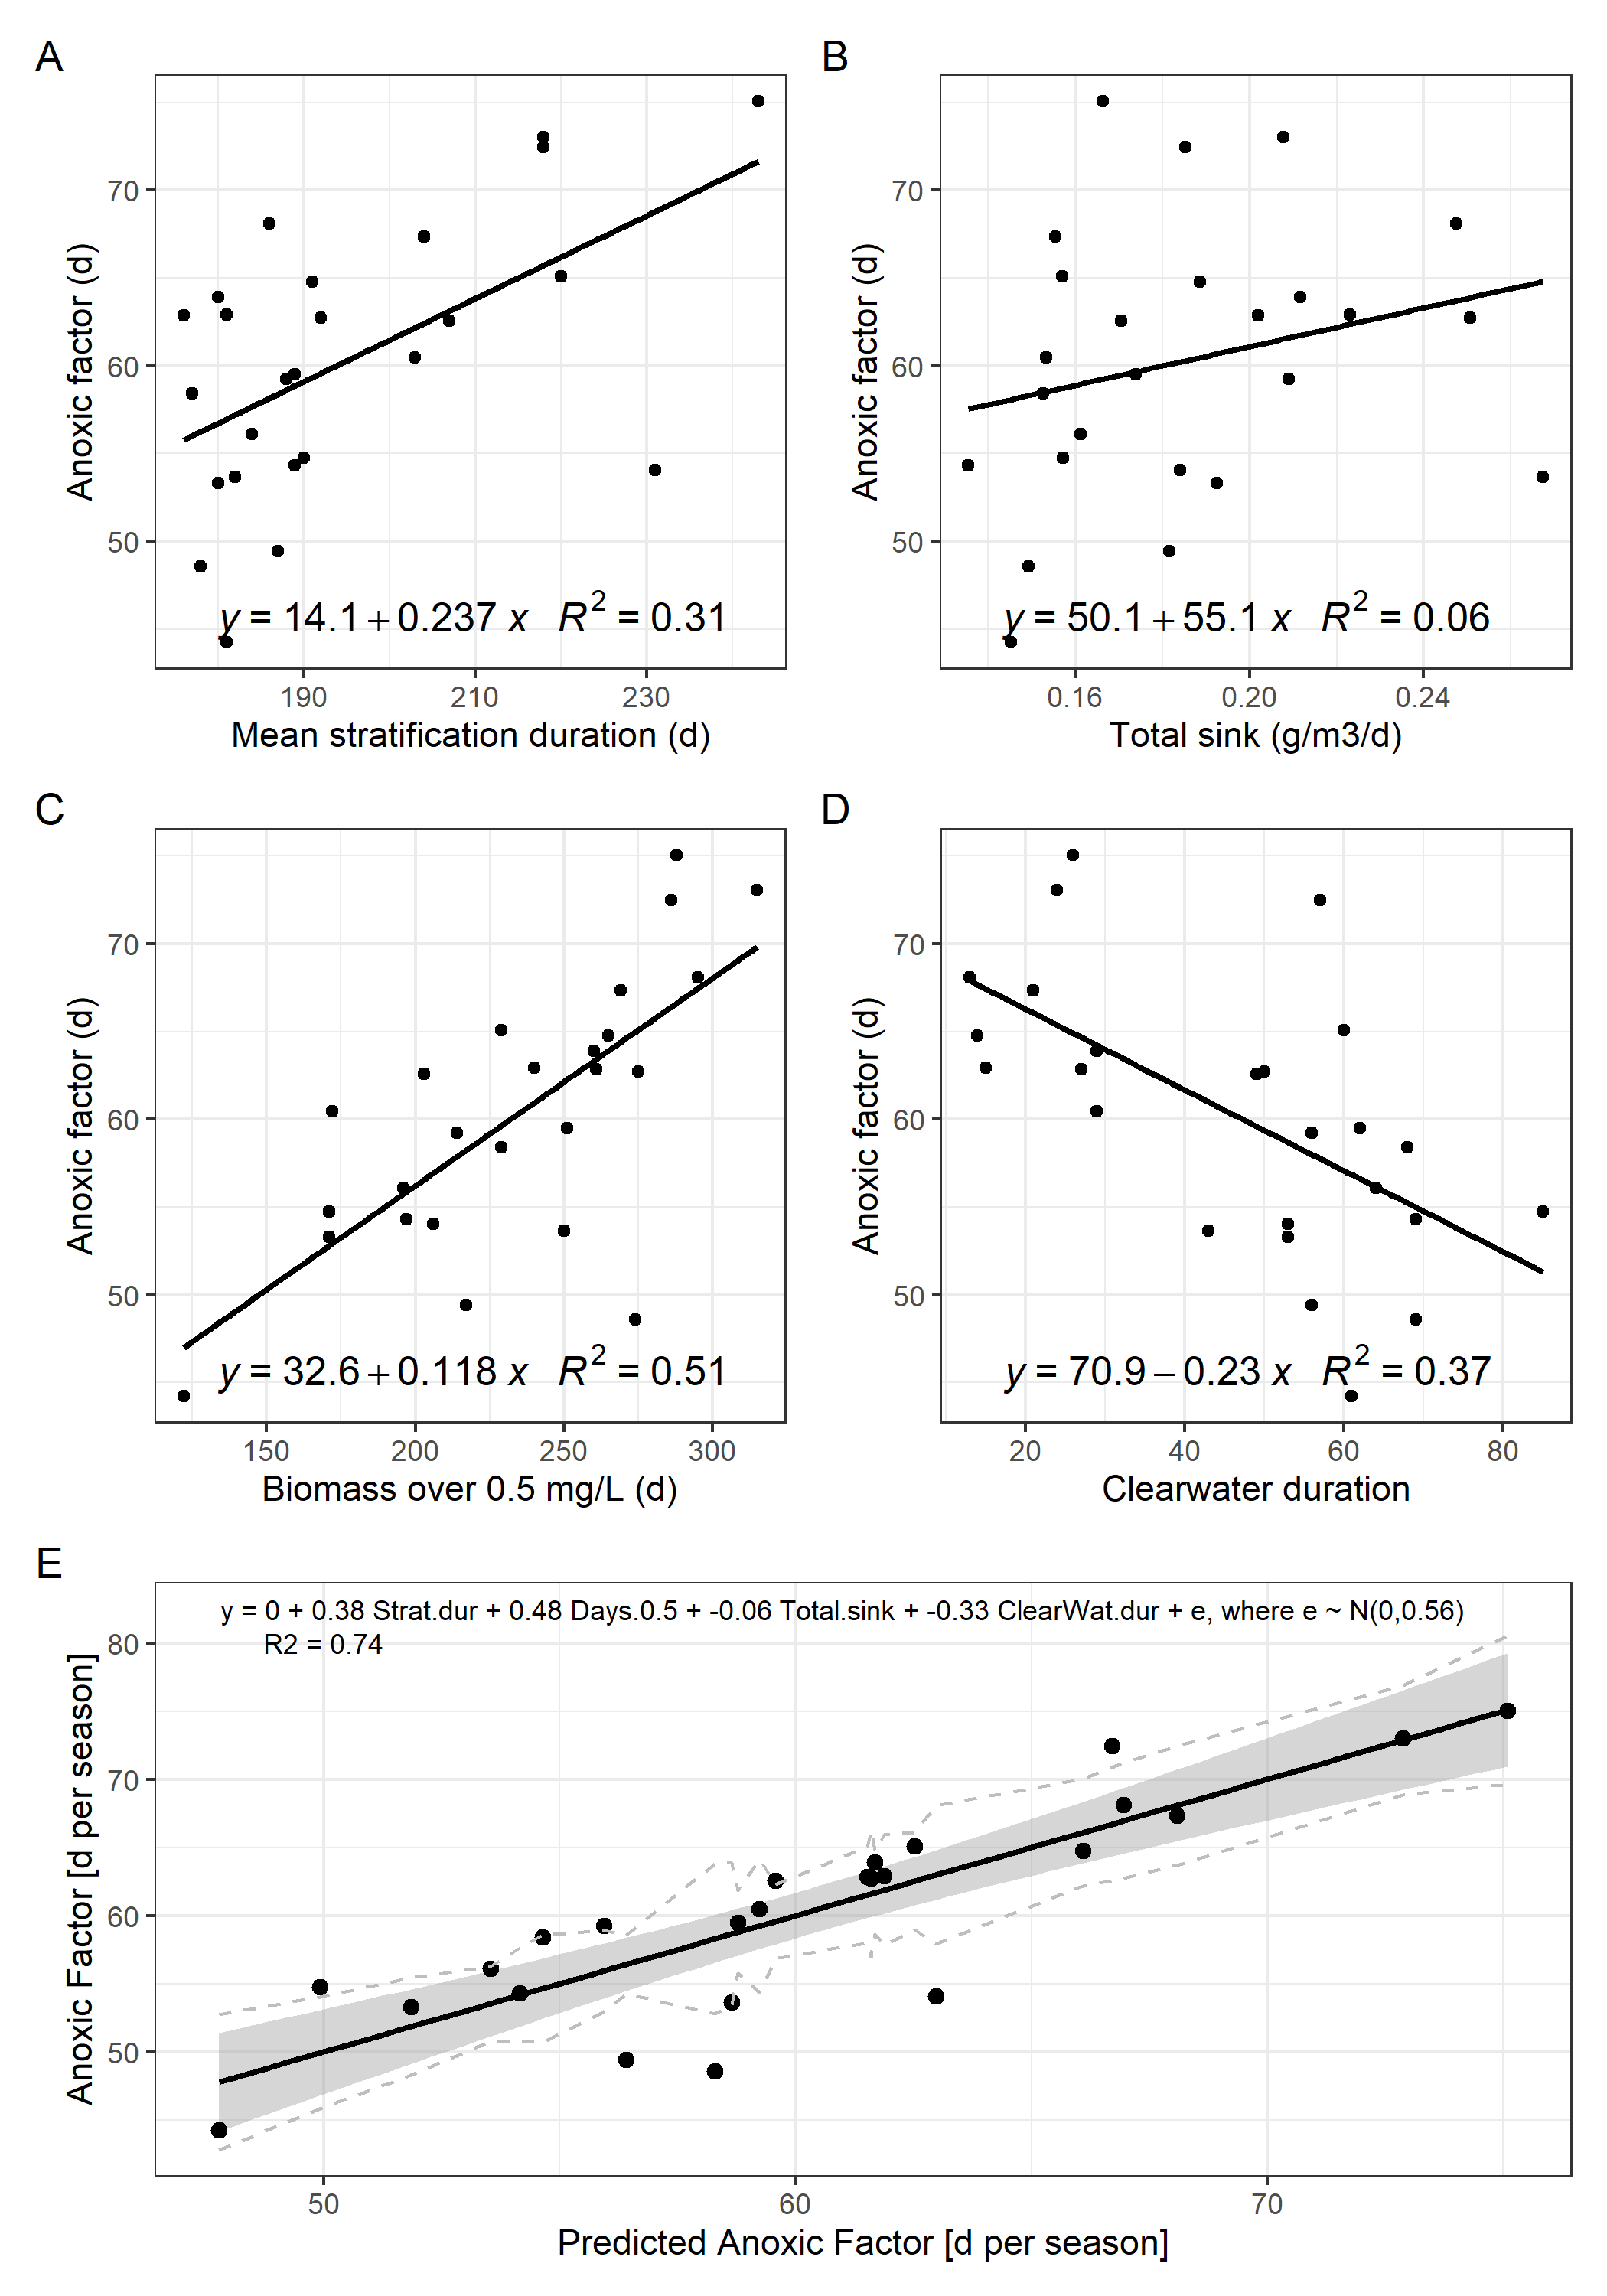 A
Anoxic factor (d)
70
60
50
y = 14.1 + 0.237 x R² = 0.31
190 210 230
Mean stratification duration (d)
B
Anoxic factor (d)
70
60
50
y = 50.1 + 55.1 x R² = 0.06
0.16 0.20 0.24
Total sink (g/m3/d)
C
Anoxic factor (d)
70
60
50
y = 32.6 + 0.118 x R² = 0.51
150 200 250 300
Biomass over 0.5 mg/L (d)
D
Anoxic factor (d)
70
60
50
y = 70.9 − 0.23 x R² = 0.37
20 40 60 80
Clearwater duration
E
Anoxic Factor [d per season]
y = 0 + 0.38 Strat.dur + 0.48 Days.0.5 + -0.06 Total.sink + -0.33 ClearWat.dur + e, where e ~ N(0,0.56)
R2 = 0.74
80
70
60
50
50 60 70
Predicted Anoxic Factor [d per season]